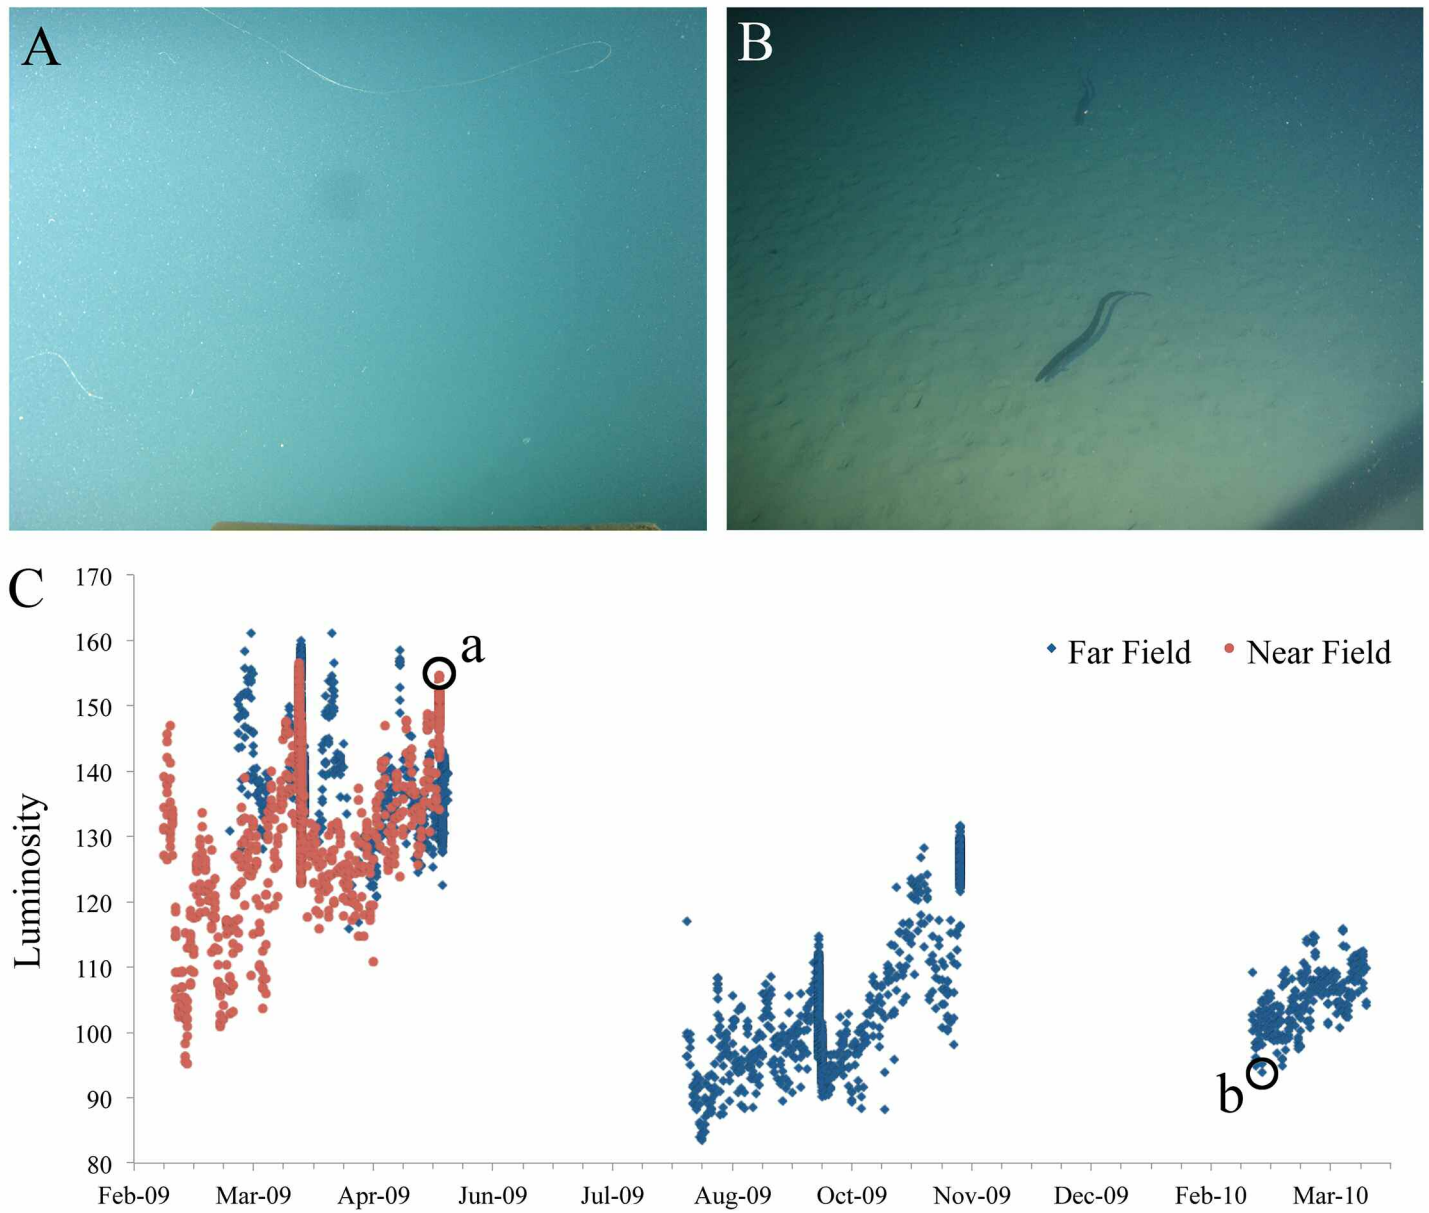 A
B
C
170
160
150
140
130
120
110
100
90
80
Luminosity
a
b
Far Field
Near Field
Feb-09 Mar-09 Apr-09 Jun-09 Jul-09 Aug-09 Oct-09 Nov-09 Dec-09 Feb-10 Mar-10